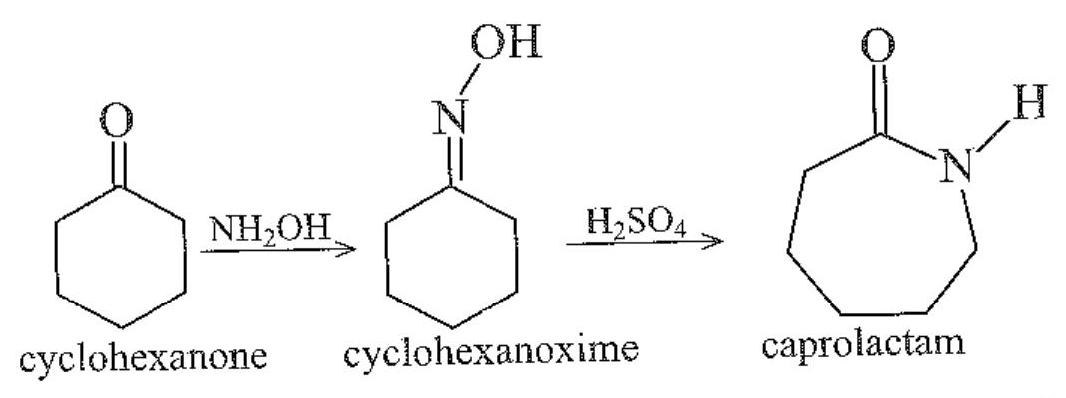 O
cyclohexanone
NH₂OH
OH
N
cyclohexanoxime
H₂SO₄
O
N
H
caprolactam